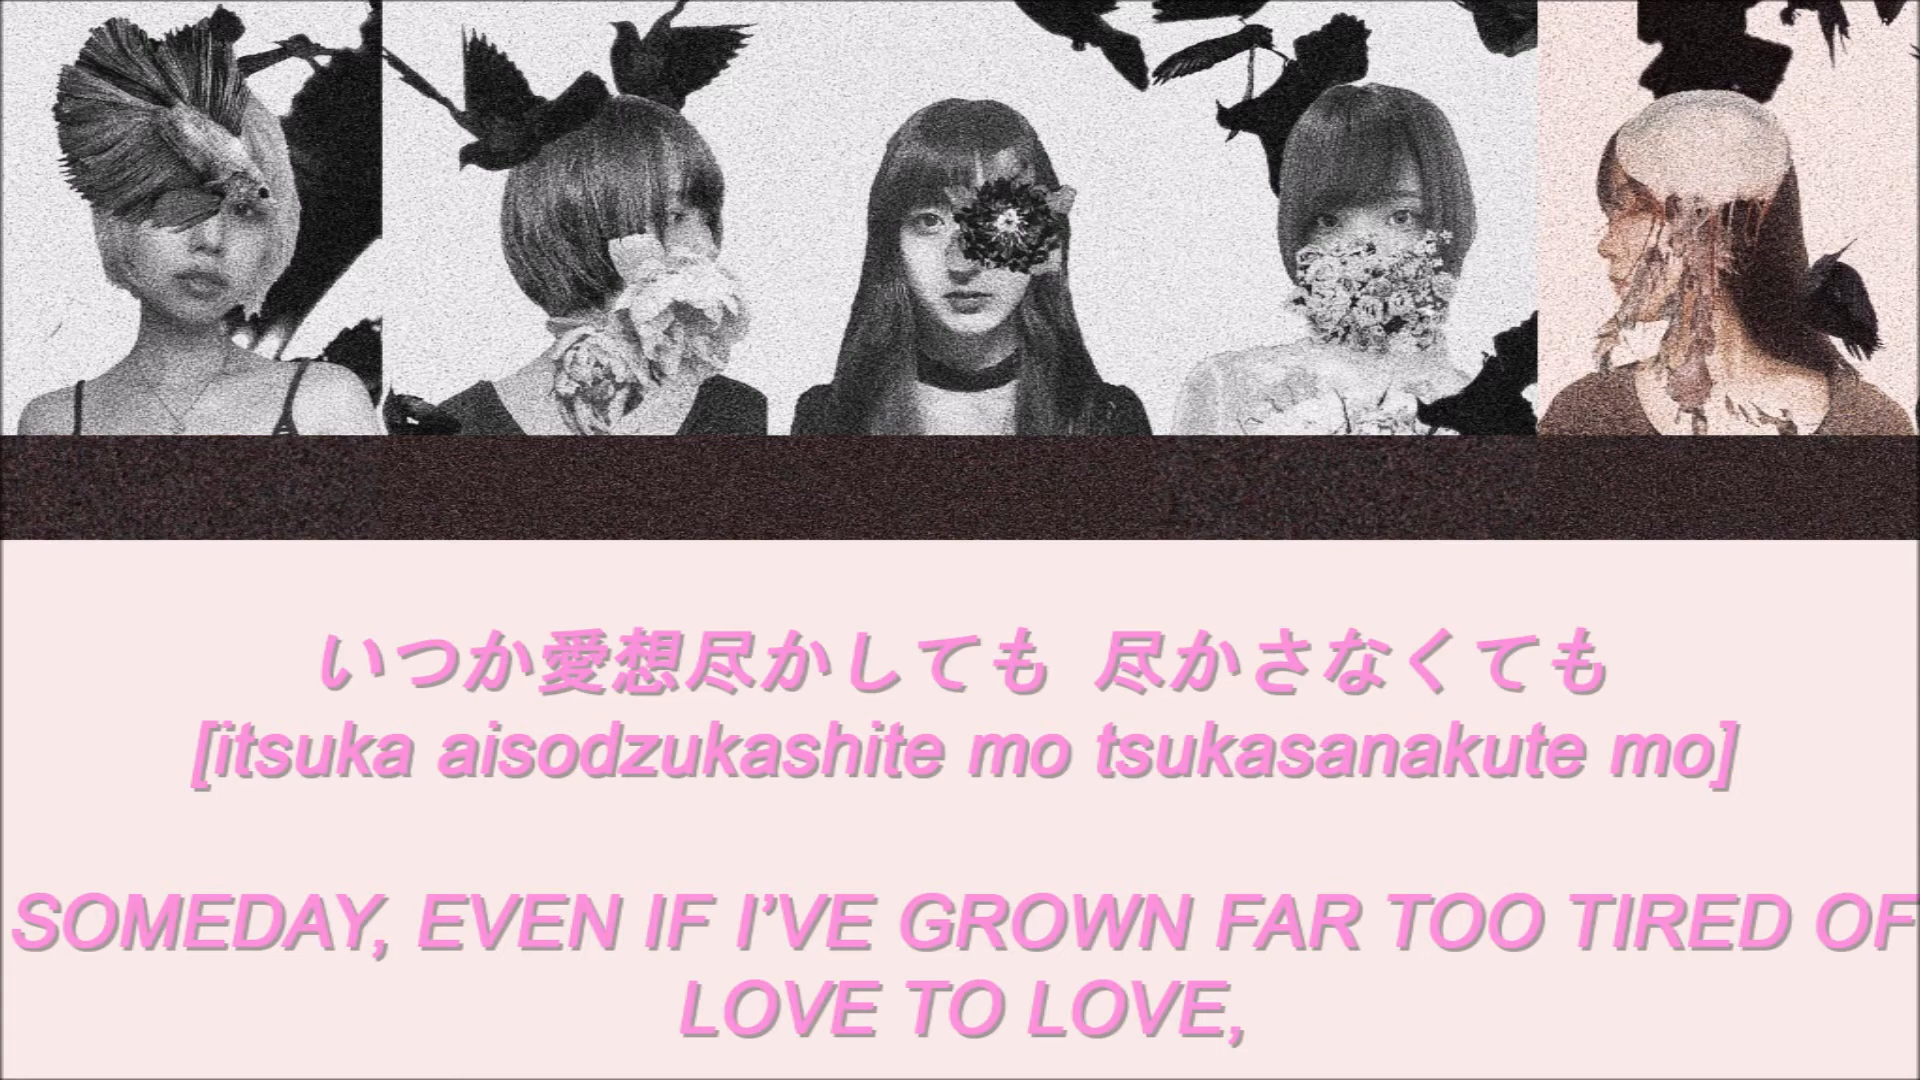 いつか愛想尽かしても 尽かさなくても
[itsuka aisodzukashite mo tsukasanakute mo]
SOMEDAY, EVEN IF I’VE GROWN FAR TOO TIRED OF
LOVE TO LOVE,